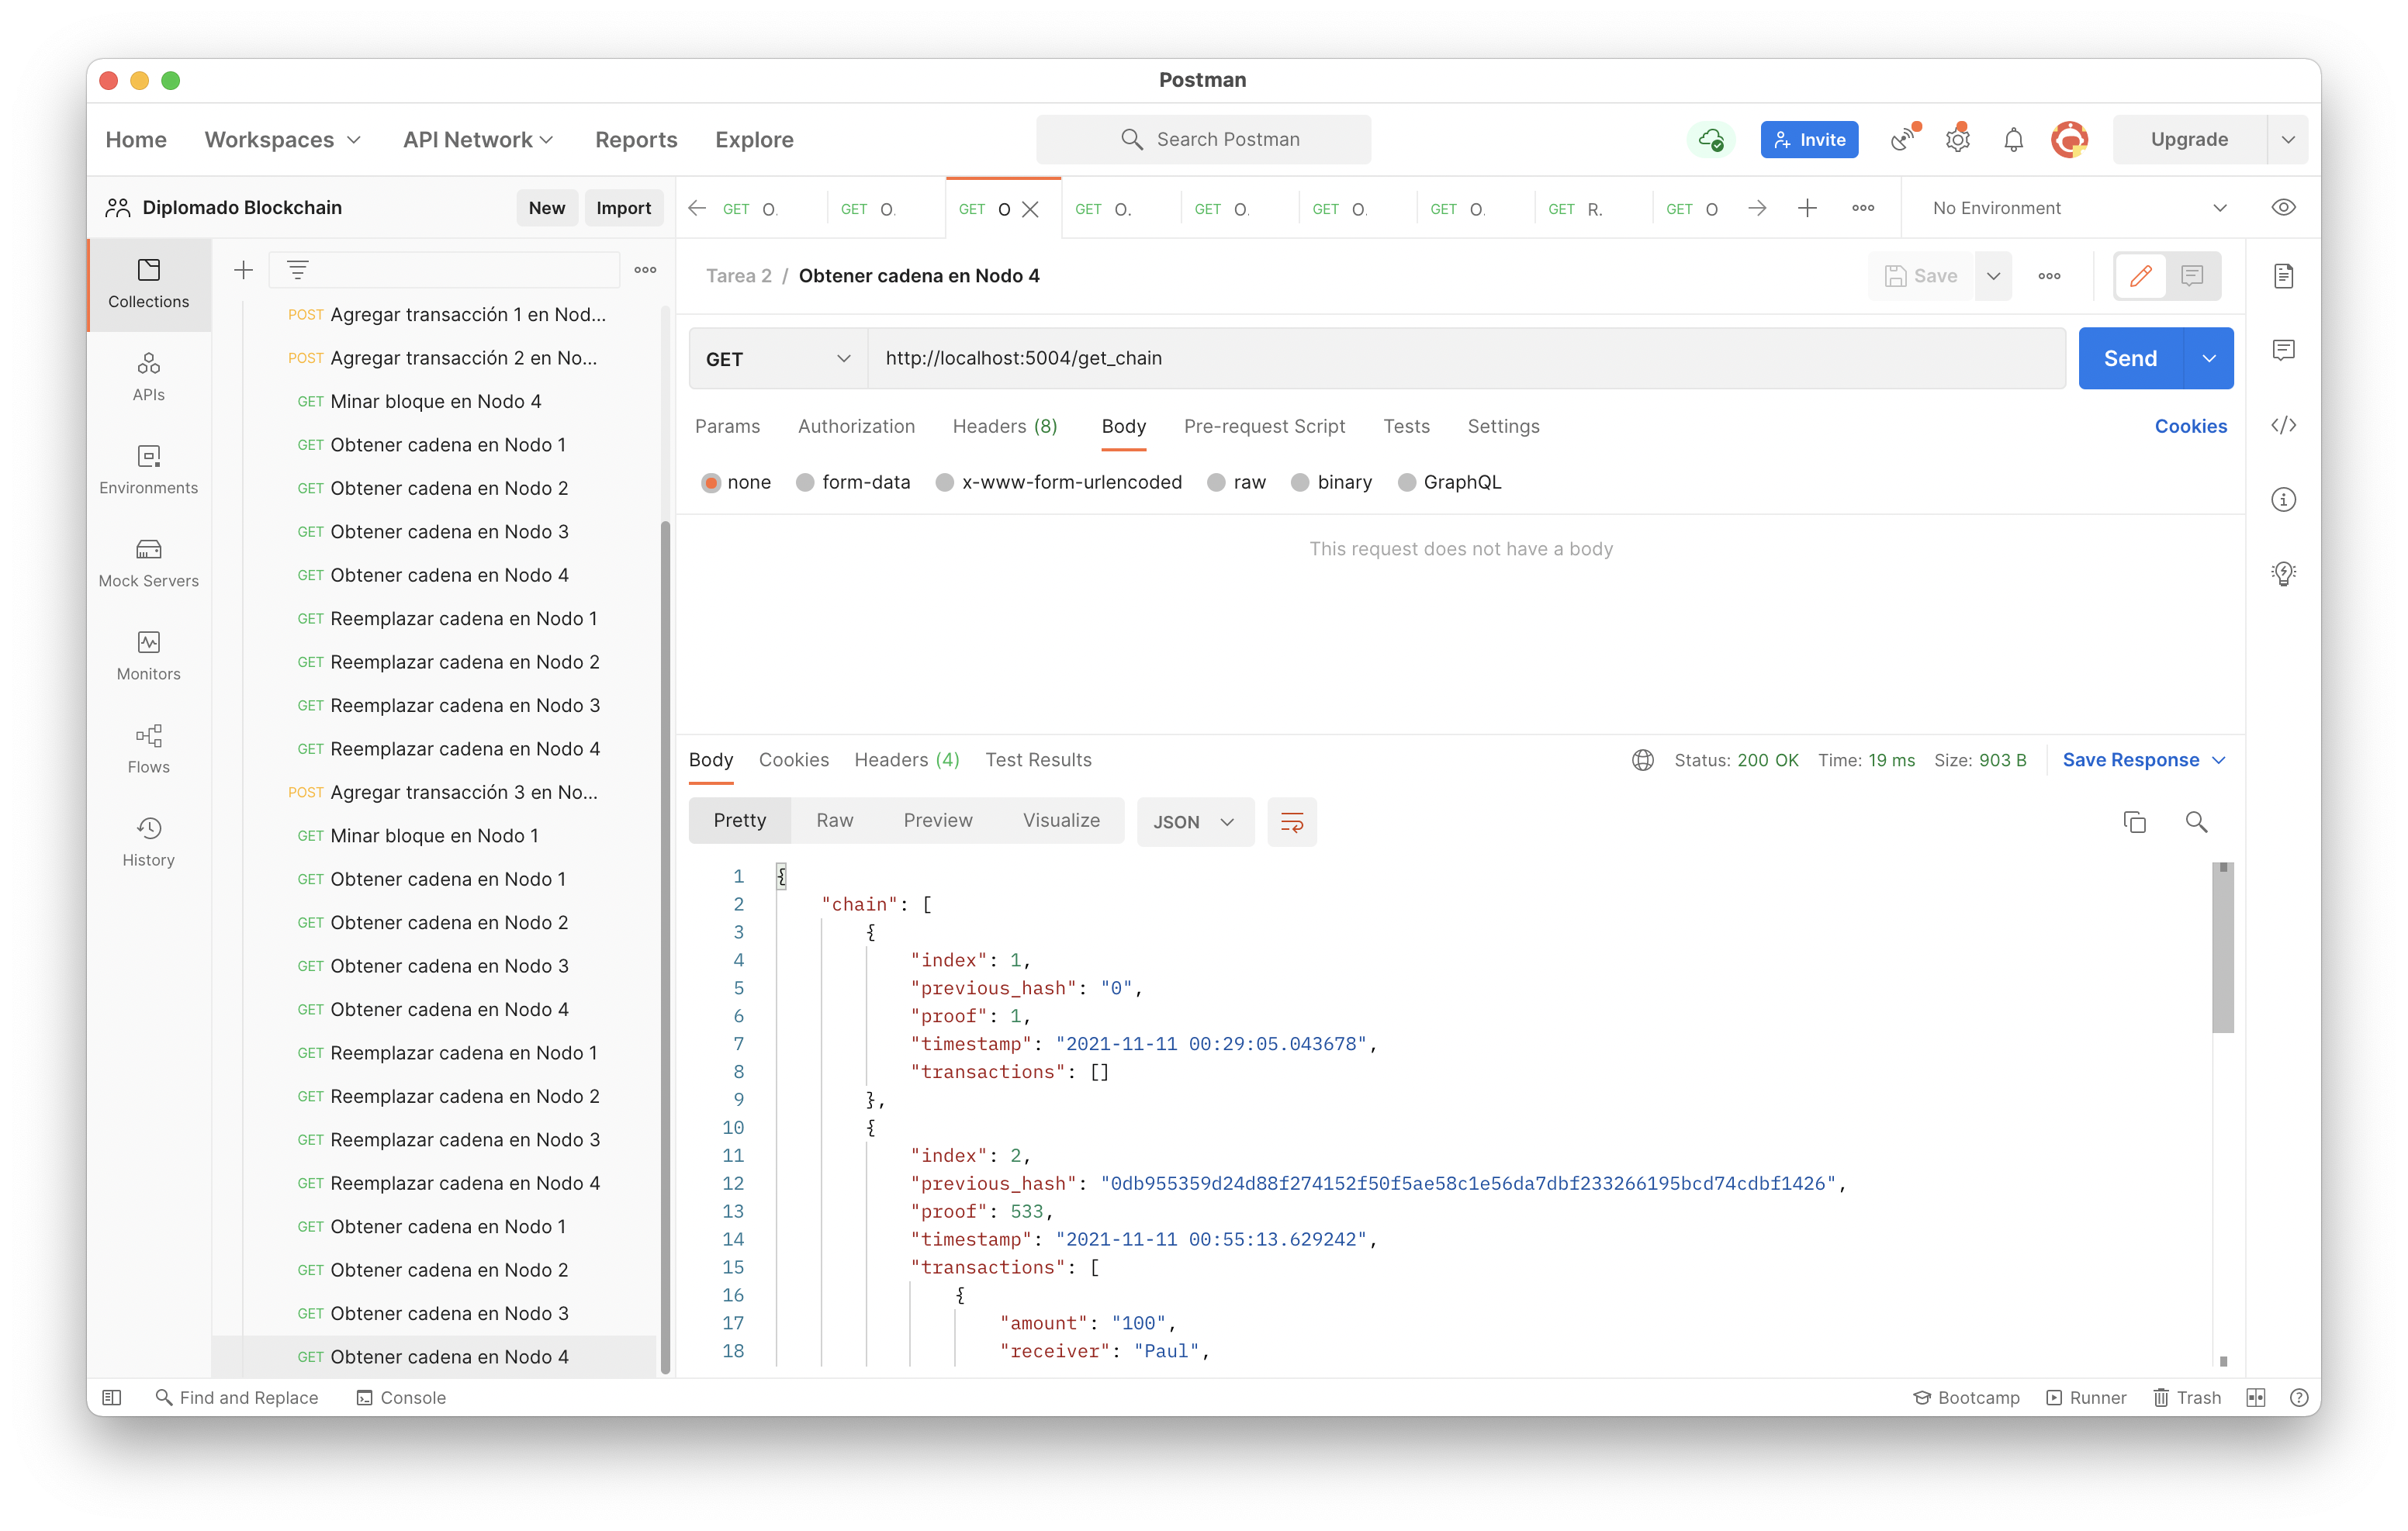 Postman
Home Workspaces API Network Reports Explore
Search Postman
Invite
Upgrade
Diplomado Blockchain
New Import
GET O.
GET O.
GET O
GET O.
GET O.
GET O.
GET O.
GET R.
GET O
No Environment
Collections
APIs
Environments
Mock Servers
Monitors
Flows
History
POST Agregar transacción 1 en Nod...
POST Agregar transacción 2 en No...
GET Minar bloque en Nodo 4
GET Obtener cadena en Nodo 1
GET Obtener cadena en Nodo 2
GET Obtener cadena en Nodo 3
GET Obtener cadena en Nodo 4
GET Reemplazar cadena en Nodo 1
GET Reemplazar cadena en Nodo 2
GET Reemplazar cadena en Nodo 3
GET Reemplazar cadena en Nodo 4
POST Agregar transacción 3 en No...
GET Minar bloque en Nodo 1
GET Obtener cadena en Nodo 1
GET Obtener cadena en Nodo 2
GET Obtener cadena en Nodo 3
GET Obtener cadena en Nodo 4
GET Reemplazar cadena en Nodo 1
GET Reemplazar cadena en Nodo 2
GET Reemplazar cadena en Nodo 3
GET Reemplazar cadena en Nodo 4
GET Obtener cadena en Nodo 1
GET Obtener cadena en Nodo 2
GET Obtener cadena en Nodo 3
GET Obtener cadena en Nodo 4
Tarea 2 / Obtener cadena en Nodo 4
Save
GET http://localhost:5004/get_chain
Send
Params Authorization Headers (8) Body Pre-request Script Tests Settings
Cookies
none form-data x-www-form-urlencoded raw binary GraphQL
This request does not have a body
Body Cookies Headers (4) Test Results
Status: 200 OK Time: 19 ms Size: 903 B Save Response
Pretty Raw Preview Visualize JSON
1 {
2 "chain": [
3 {
4 "index": 1,
5 "previous_hash": "0",
6 "proof": 1,
7 "timestamp": "2021-11-11 00:29:05.043678",
8 "transactions": []
9 },
10 {
11 "index": 2,
12 "previous_hash": "0db955359d24d88f274152f50f5ae58c1e56da7dbf233266195bcd74cdbf1426",
13 "proof": 533,
14 "timestamp": "2021-11-11 00:55:13.629242",
15 "transactions": [
16 {
17 "amount": "100",
18 "receiver": "Paul",
Find and Replace Console
Bootcamp Runner Trash